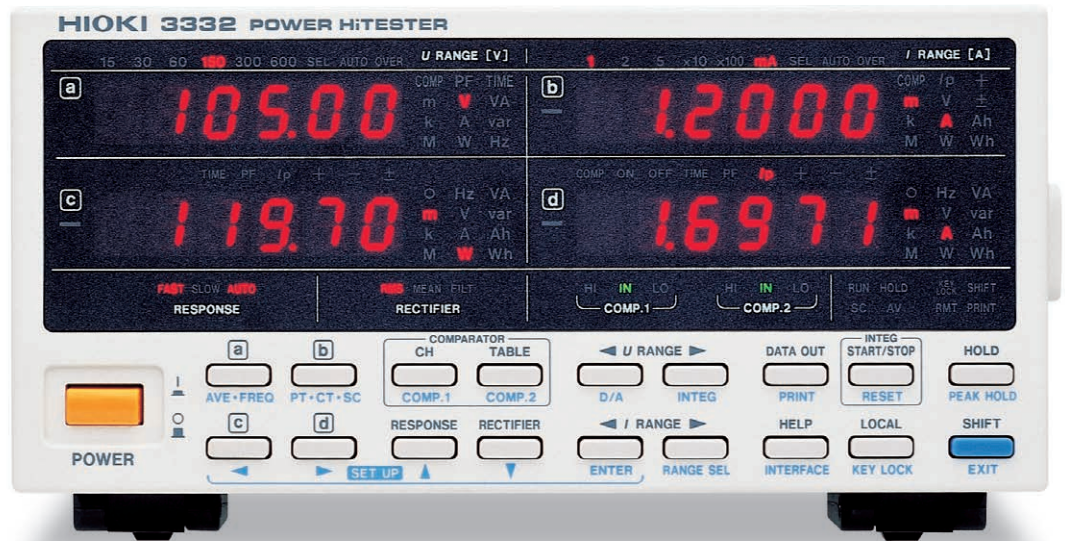 HIOKI 3332 POWER HiTESTER
15 30 60 150 300 600 SEL AUTO OVER U RANGE [V] 1 2 5 x10 x100 mA SEL AUTO OVER I RANGE [A]
a 105.00 COMP PF TIME b 1.2000 COMP Ip ±
m V VA m V ±
k A var k A Ah
M W Hz M W Wh
TIME PF Ip + − ± COMP ON OFF TIME PF Ip + − ±
c 119.70 Hz VA d 1.6971 Hz VA
m V var m V var
k A Ah k A Ah
M W Wh M W Wh
FAST SLOW AUTO RMS MEAN FILT HI IN LO HI IN LO RUN HOLD KEY LOCK SHIFT
RESPONSE RECTIFIER COMP.1 COMP.2 SC AV RMT PRINT
a b COMPARATOR CH TABLE ◀ U RANGE ▶ DATA OUT INTEG START/STOP HOLD
AVE•FREQ PT•CT•SC COMP.1 COMP.2 D/A INTEG PRINT RESET PEAK HOLD
c d RESPONSE RECTIFIER ◀ I RANGE ▶ HELP LOCAL SHIFT
POWER ◀ ▶ SET UP ▲ ▼ ENTER RANGE SEL INTERFACE KEY LOCK EXIT